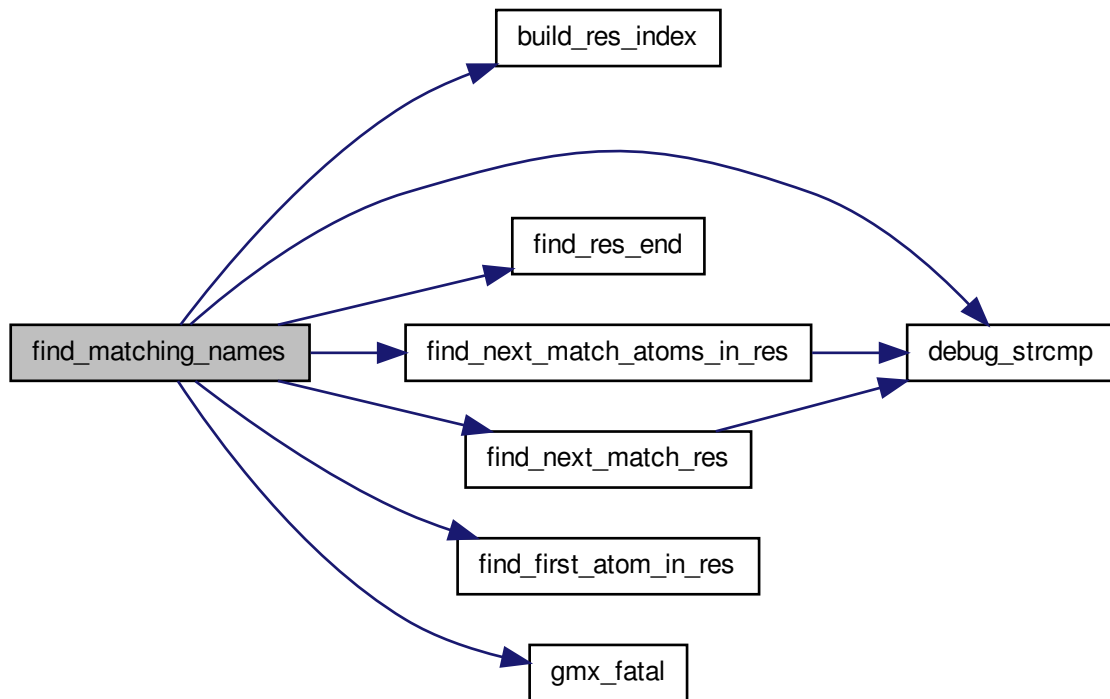 build_res_index
find_res_end
find_matching_names
find_next_match_atoms_in_res
debug_strcmp
find_next_match_res
find_first_atom_in_res
gmx_fatal